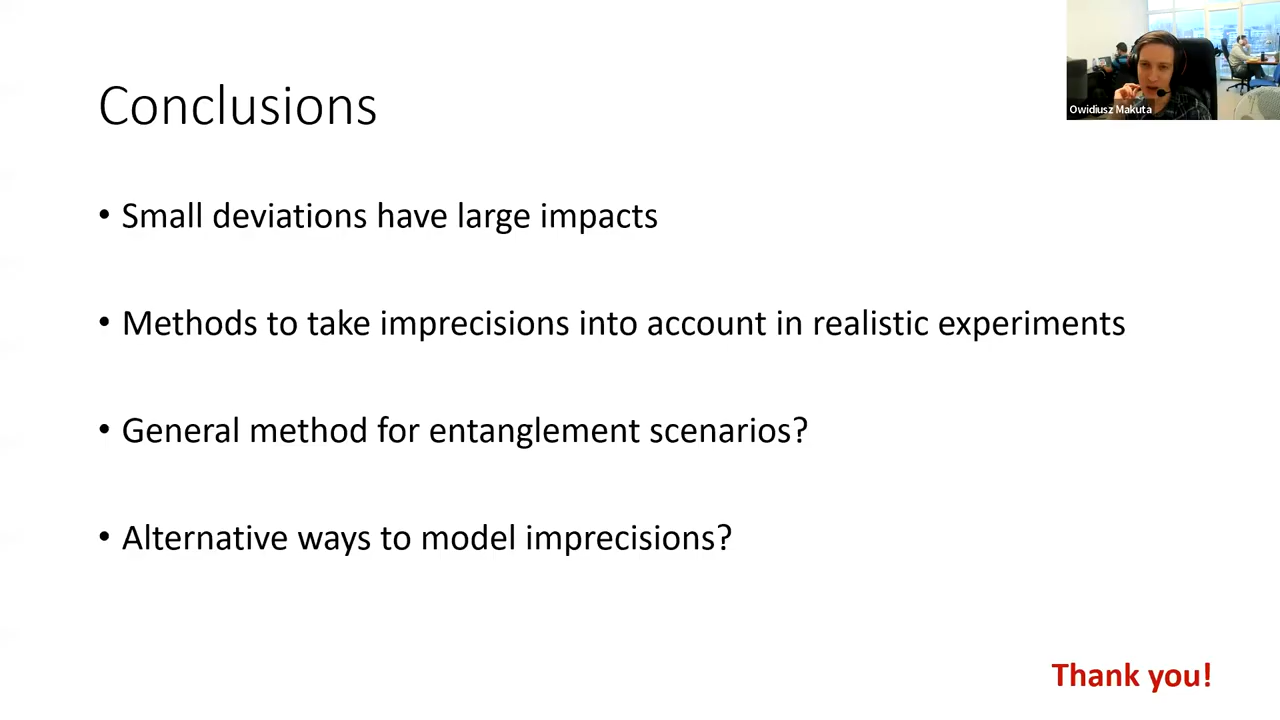 Conclusions
Owidiusz Makuta
• Small deviations have large impacts
• Methods to take imprecisions into account in realistic experiments
• General method for entanglement scenarios?
• Alternative ways to model imprecisions?
Thank you!